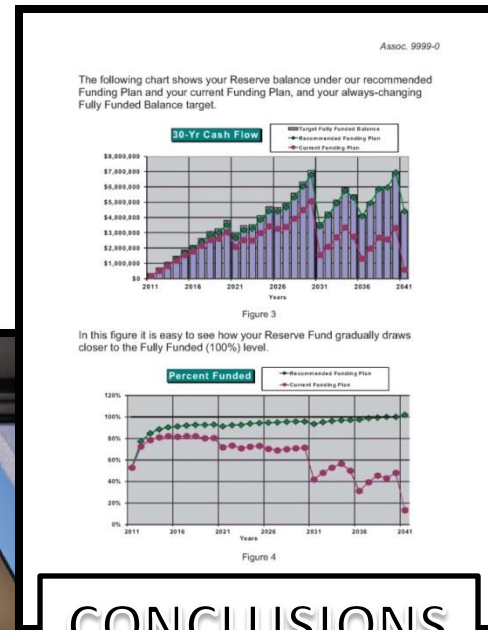 Assoc. 9999-0
The following chart shows your Reserve balance under our recommended
Funding Plan and your current Funding Plan, and your always-changing
Fully Funded Balance target.
30-Yr Cash Flow
Target Fully Funded Balance
Recommended Funding Plan
Current Funding Plan
$8,000,000
$7,000,000
$6,000,000
$5,000,000
$4,000,000
$3,000,000
$2,000,000
$1,000,000
$0
2011 2016 2021 2026 2031 2036 2041
Years
Figure 3
In this figure it is easy to see how your Reserve Fund gradually draws
closer to the Fully Funded (100%) level.
Percent Funded
Recommended Funding Plan
Current Funding Plan
120%
100%
80%
60%
40%
20%
0%
2011 2016 2021 2026 2031 2036 2041
Years
Figure 4
CONCLUSIONS